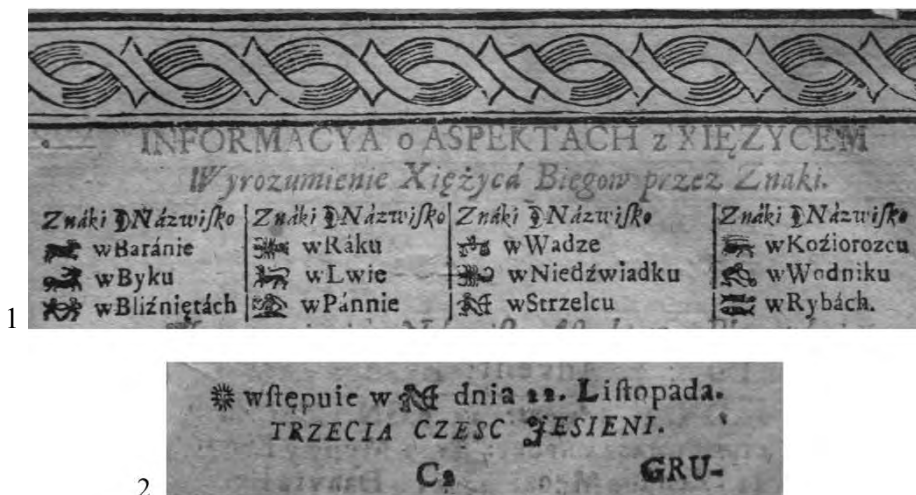 INFORMACYA o ASPEKTACH z XIĘŻYCEM
Wyrozumienie Xiężycá Biegow przez Znaki.
Znáki Názwiſko Znáki Názwiſko Znáki Názwiſko Znáki Názwiſko
wBaránie wRáku wWadze wKoźiorozcu
wByku wLwie wNiedźwiadku wWodniku
wBliźniętách wPánnie wStrzelcu wRybách.
1
wſtępuie w dnia 22. Liſtopada.
TRZECIA CZESC JESIENI.
C2 GRU-
2